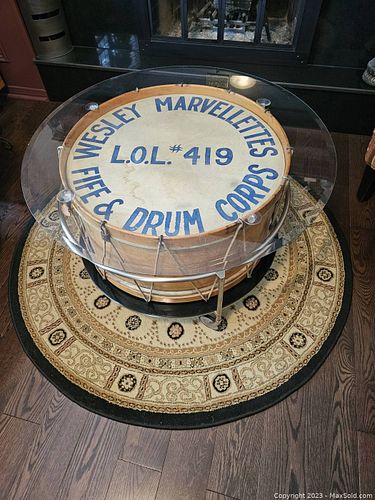 WESLEY MARVELLETTES
L.O.L. # 419
FIFE & DRUM CORPS
Copyright 2023 - MaxSold.com